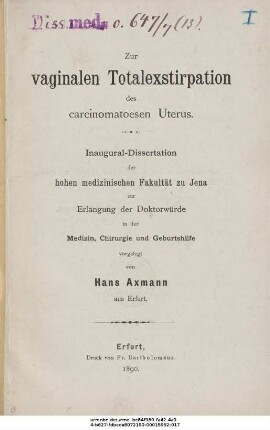 Diss.med. o. 647/7 (13).
I
Zur
vaginalen Totalexstirpation
des
carcinomatoesen Uterus.
Inaugural-Dissertation
der
hohen medizinischen Fakultät zu Jena
zur
Erlangung der Doktorwürde
in der
Medizin, Chirurgie und Geburtshilfe
vorgelegt
von
Hans Axmann
aus Erfurt.
Erfurt,
Druck von Fr. Bartholomäus.
1890.